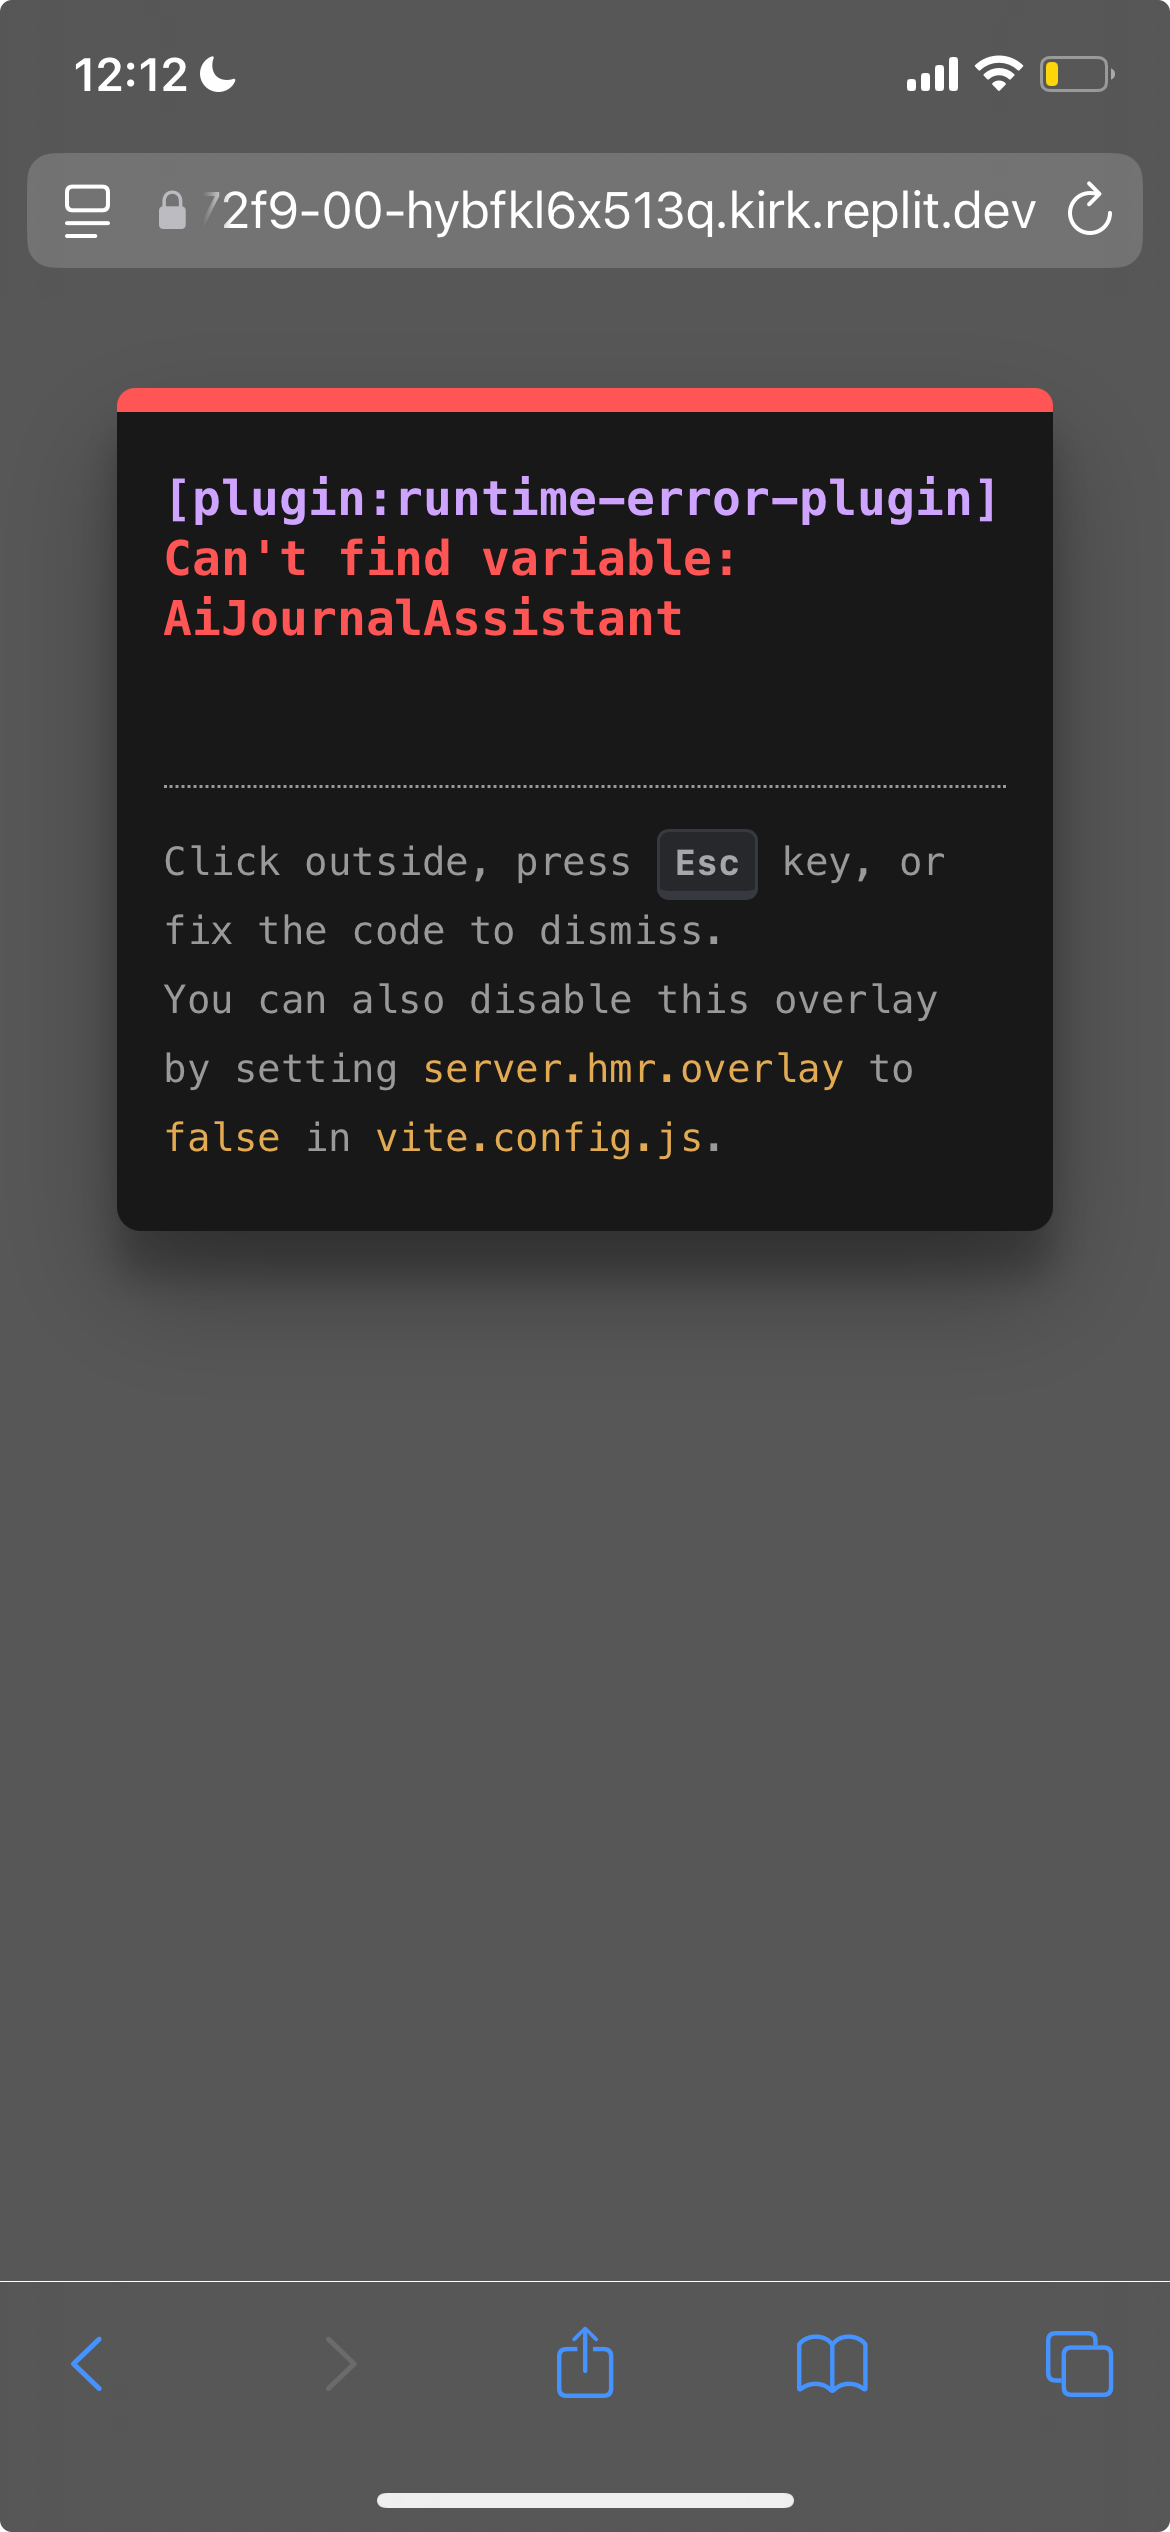 12:12
72f9-00-hybfkl6x513q.kirk.replit.dev
[plugin:runtime-error-plugin]
Can't find variable:
AiJournalAssistant
Click outside, press Esc key, or
fix the code to dismiss.
You can also disable this overlay
by setting server.hmr.overlay to
false in vite.config.js.